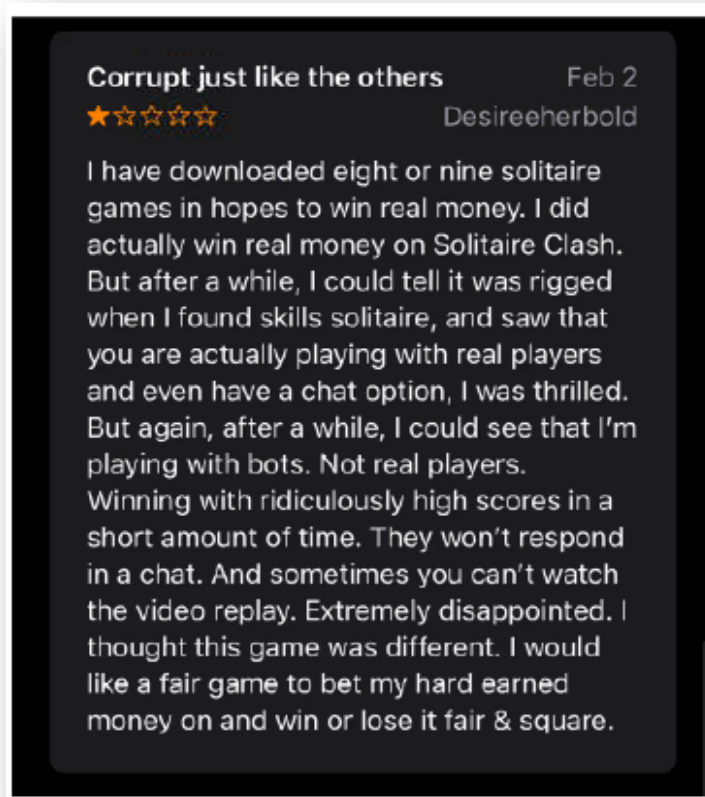 Corrupt just like the others
Feb 2
Desireeherbold
I have downloaded eight or nine solitaire
games in hopes to win real money. I did
actually win real money on Solitaire Clash.
But after a while, I could tell it was rigged
when I found skills solitaire, and saw that
you are actually playing with real players
and even have a chat option, I was thrilled.
But again, after a while, I could see that I'm
playing with bots. Not real players.
Winning with ridiculously high scores in a
short amount of time. They won't respond
in a chat. And sometimes you can't watch
the video replay. Extremely disappointed. I
thought this game was different. I would
like a fair game to bet my hard earned
money on and win or lose it fair & square.